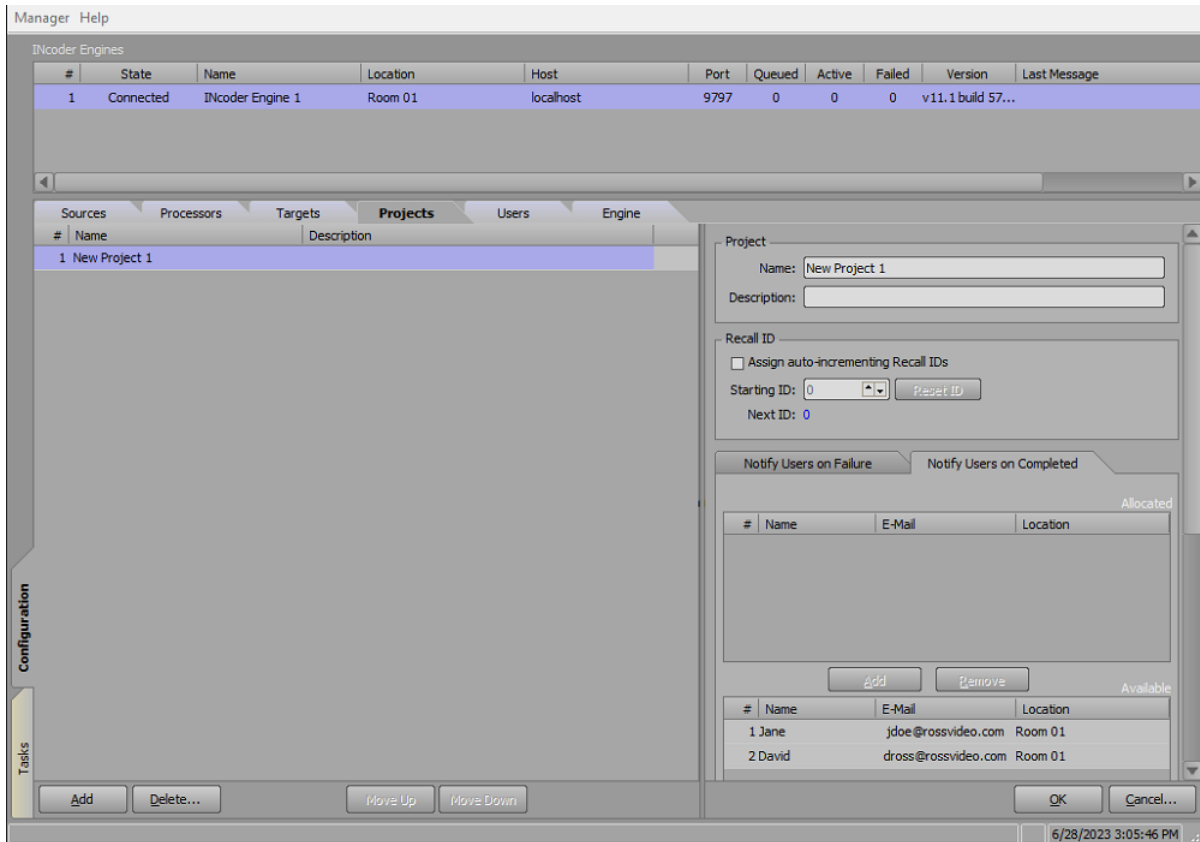 Manager Help
INcoder Engines
# State Name Location Host Port Queued Active Failed Version Last Message
1 Connected INcoder Engine 1 Room 01 localhost 9797 0 0 0 v11.1 build 57...
Sources Processors Targets Projects Users Engine
# Name Description
1 New Project 1
Project
Name: New Project 1
Description:
Recall ID
Assign auto-incrementing Recall IDs
Starting ID: 0 Reset ID
Next ID: 0
Notify Users on Failure Notify Users on Completed
Allocated
# Name E-Mail Location
Add Remove
Available
# Name E-Mail Location
1 Jane jdoe@rossvideo.com Room 01
2 David dross@rossvideo.com Room 01
Configuration
Tasks
Add Delete... Move Up Move Down OK Cancel...
6/28/2023 3:05:46 PM